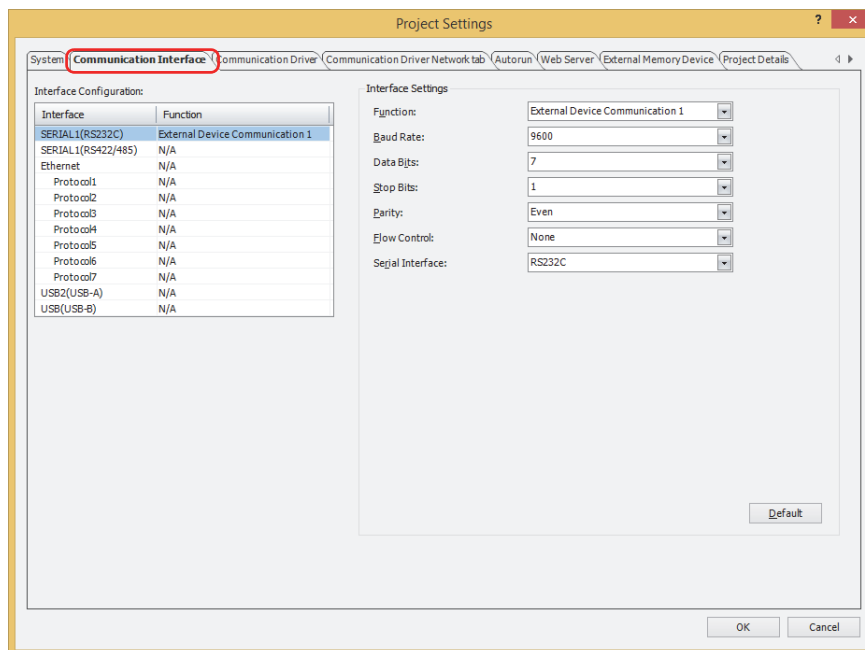 Project Settings
? ×
System Communication Interface Communication Driver Communication Driver Network tab Autorun Web Server External Memory Device Project Details
Interface Configuration:
Interface Function
SERIAL1(RS232C) External Device Communication 1
SERIAL1(RS422/485) N/A
Ethernet N/A
Protocol1 N/A
Protocol2 N/A
Protocol3 N/A
Protocol4 N/A
Protocol5 N/A
Protocol6 N/A
Protocol7 N/A
USB2(USB-A) N/A
USB(USB-B) N/A
Interface Settings
Function: External Device Communication 1
Baud Rate: 9600
Data Bits: 7
Stop Bits: 1
Parity: Even
Flow Control: None
Serial Interface: RS232C
Default
OK Cancel